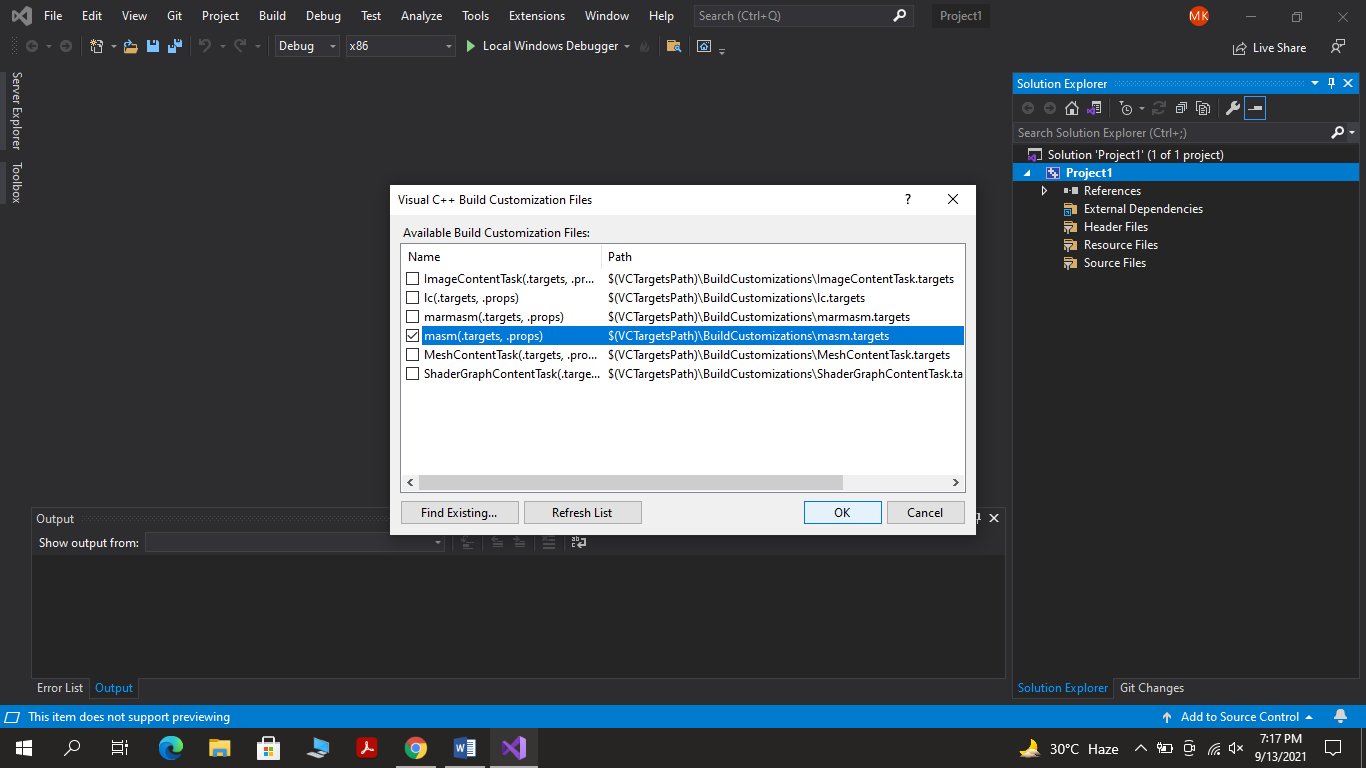 File Edit View Git Project Build Debug Test Analyze Tools Extensions Window Help Search (Ctrl+Q) Project1 MK
Debug x86 Local Windows Debugger Live Share
Server Explorer
Toolbox
Solution Explorer
Search Solution Explorer (Ctrl+;)
Solution 'Project1' (1 of 1 project)
Project1
References
External Dependencies
Header Files
Resource Files
Source Files
Visual C++ Build Customization Files ?
Available Build Customization Files:
Name Path
ImageContentTask(.targets, .pr... $(VCTargetsPath)\BuildCustomizations\ImageContentTask.targets
lc(.targets, .props) $(VCTargetsPath)\BuildCustomizations\lc.targets
marmasm(.targets, .props) $(VCTargetsPath)\BuildCustomizations\marmasm.targets
masm(.targets, .props) $(VCTargetsPath)\BuildCustomizations\masm.targets
MeshContentTask(.targets, .pro... $(VCTargetsPath)\BuildCustomizations\MeshContentTask.targets
ShaderGraphContentTask(.targe... $(VCTargetsPath)\BuildCustomizations\ShaderGraphContentTask.ta
Find Existing... Refresh List OK Cancel
Output
Show output from:
Error List Output
Solution Explorer Git Changes
This item does not support previewing Add to Source Control
30°C Haze 7:17 PM
9/13/2021